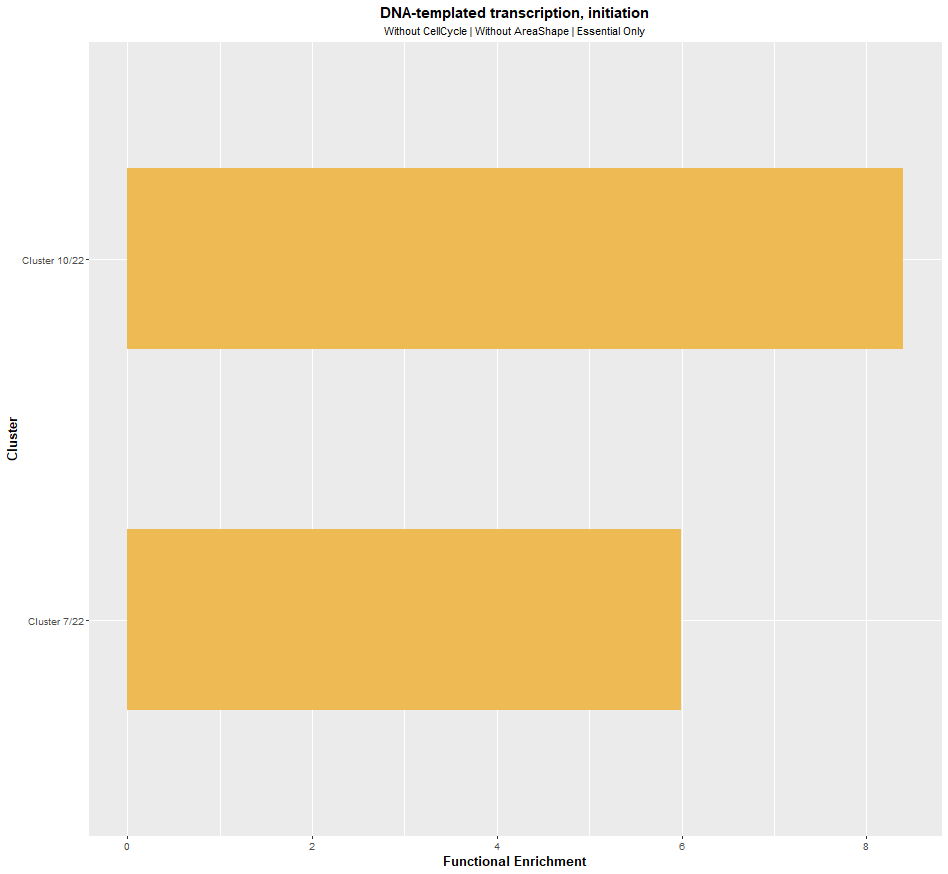 DNA-templated transcription, initiation
Without CellCycle | Without AreaShape | Essential Only
Cluster
Cluster 10/22
Cluster 7/22
0 2 4 6 8
Functional Enrichment